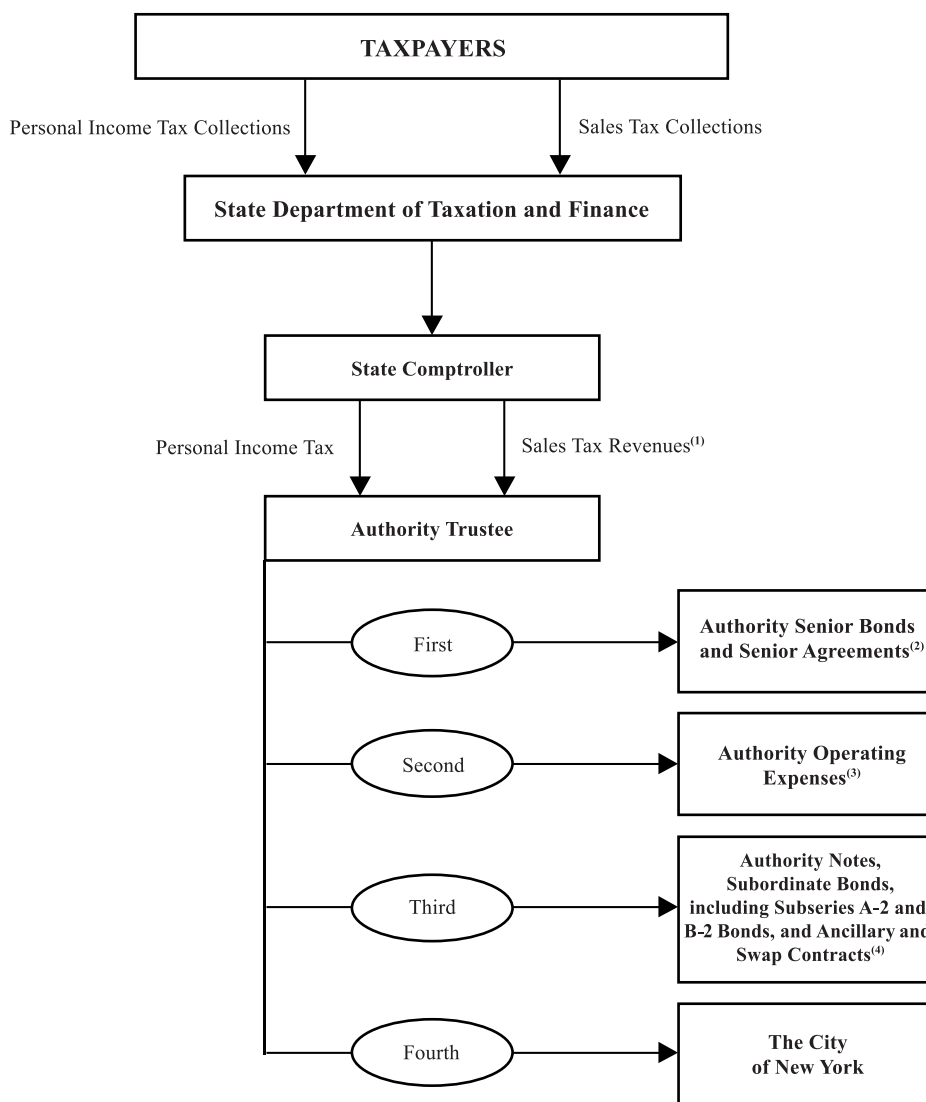 TAXPAYERS
Personal Income Tax Collections
Sales Tax Collections
State Department of Taxation and Finance
State Comptroller
Personal Income Tax
Sales Tax Revenues(1)
Authority Trustee
First
Authority Senior Bonds
and Senior Agreements(2)
Second
Authority Operating
Expenses(3)
Third
Authority Notes,
Subordinate Bonds,
including Subseries A-2 and
B-2 Bonds, and Ancillary and
Swap Contracts(4)
Fourth
The City
of New York